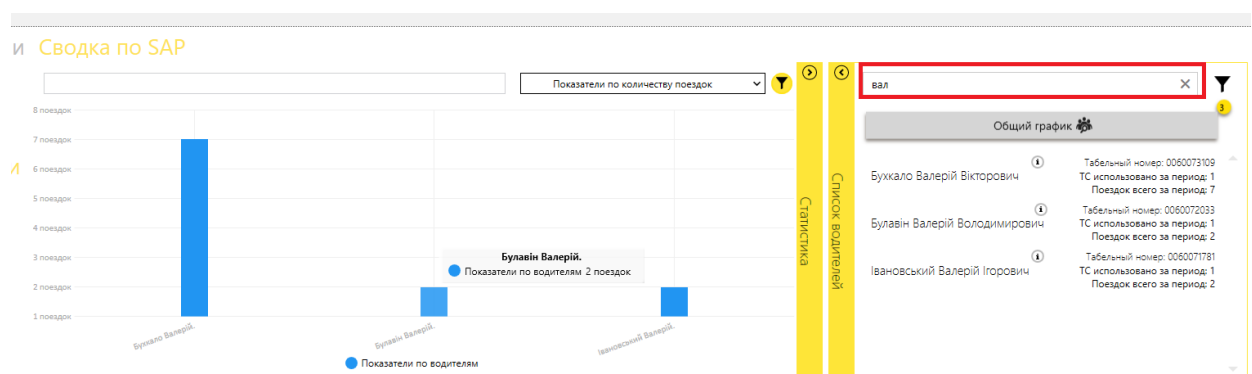 и Сводка по SAP
Показатели по количеству поездок
8 поездок
7 поездок
и
6 поездок
5 поездок
4 поездок
3 поездок
2 поездок
1 поездок
Булавін Валерій.
Показатели по водителям 2 поездок
Бухкало Валерій.
Булавін Валерій.
Івановський Валерій.
Показатели по водителям
Статистика
Список водителей
вал
3
Общий график
Бухкало Валерій Вікторович
Табельный номер: 0060073109
ТС использовано за период: 1
Поездок всего за период: 7
Булавін Валерій Володимирович
Табельный номер: 0060072033
ТС использовано за период: 1
Поездок всего за период: 2
Івановський Валерій Ігорович
Табельный номер: 0060071781
ТС использовано за период: 1
Поездок всего за период: 2